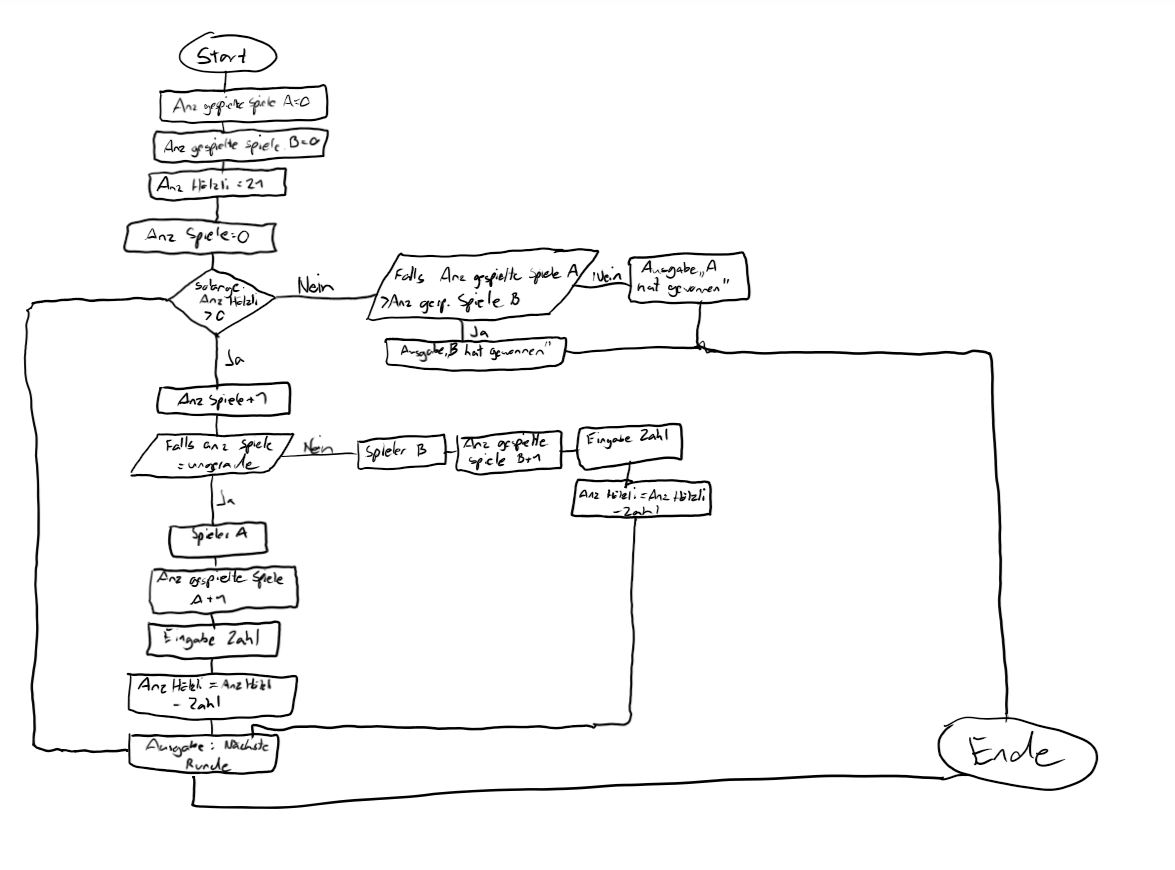 Start
Anz gespielte spiele A=0
Anz gespielte spiele B=0
Anz Hölzli = 21
Anz Spiele=0
solange
Anz Hölzli
>0
Nein
Falls Anz gespielte Spiele A
>Anz gesp. Spiele B
Nein
Ausgabe „A
hat gewonnen"
Ja
Ausgabe „B hat gewonnen"
Ja
Anz Spiele+1
Falls anz spiele
=ungerade
Nein
Spieler B
Anz gespielte
spiele B+1
Eingabe Zahl
Anz Hölzli = Anz Hölzli
- Zahl
Ja
Spieler A
Anz gespielte Spiele
A+1
Eingabe Zahl
Anz Hölzli = Anz Hölzli
- Zahl
Ausgabe: Nächste
Runde
Ende